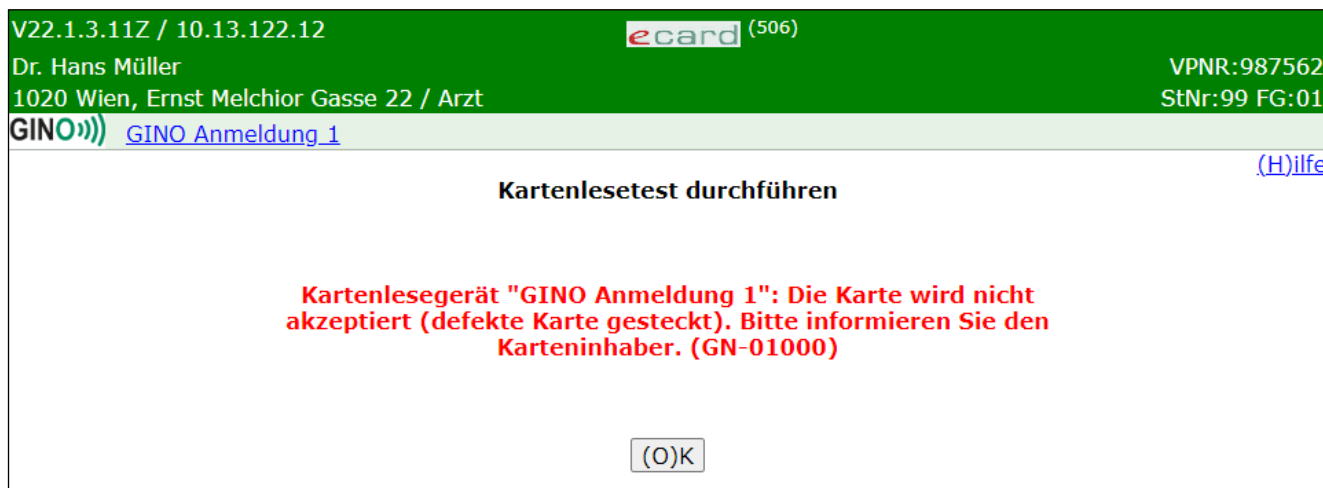 V22.1.3.11Z / 10.13.122.12
ecard (506)
Dr. Hans Müller
VPNR:987562
1020 Wien, Ernst Melchior Gasse 22 / Arzt
StNr:99 FG:01
GINO GINO Anmeldung 1
(H)ilfe
Kartenlesetest durchführen
Kartenlesegerät "GINO Anmeldung 1": Die Karte wird nicht
akzeptiert (defekte Karte gesteckt). Bitte informieren Sie den
Karteninhaber. (GN-01000)
(O)K